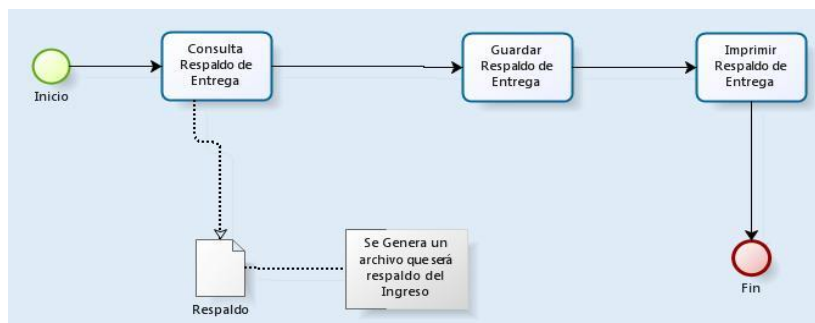 Inicio
Consulta
Respaldo de
Entrega
Guardar
Respaldo de
Entrega
Imprimir
Respaldo de
Entrega
Respaldo
Se Genera un
archivo que será
respaldo del
Ingreso
Fin